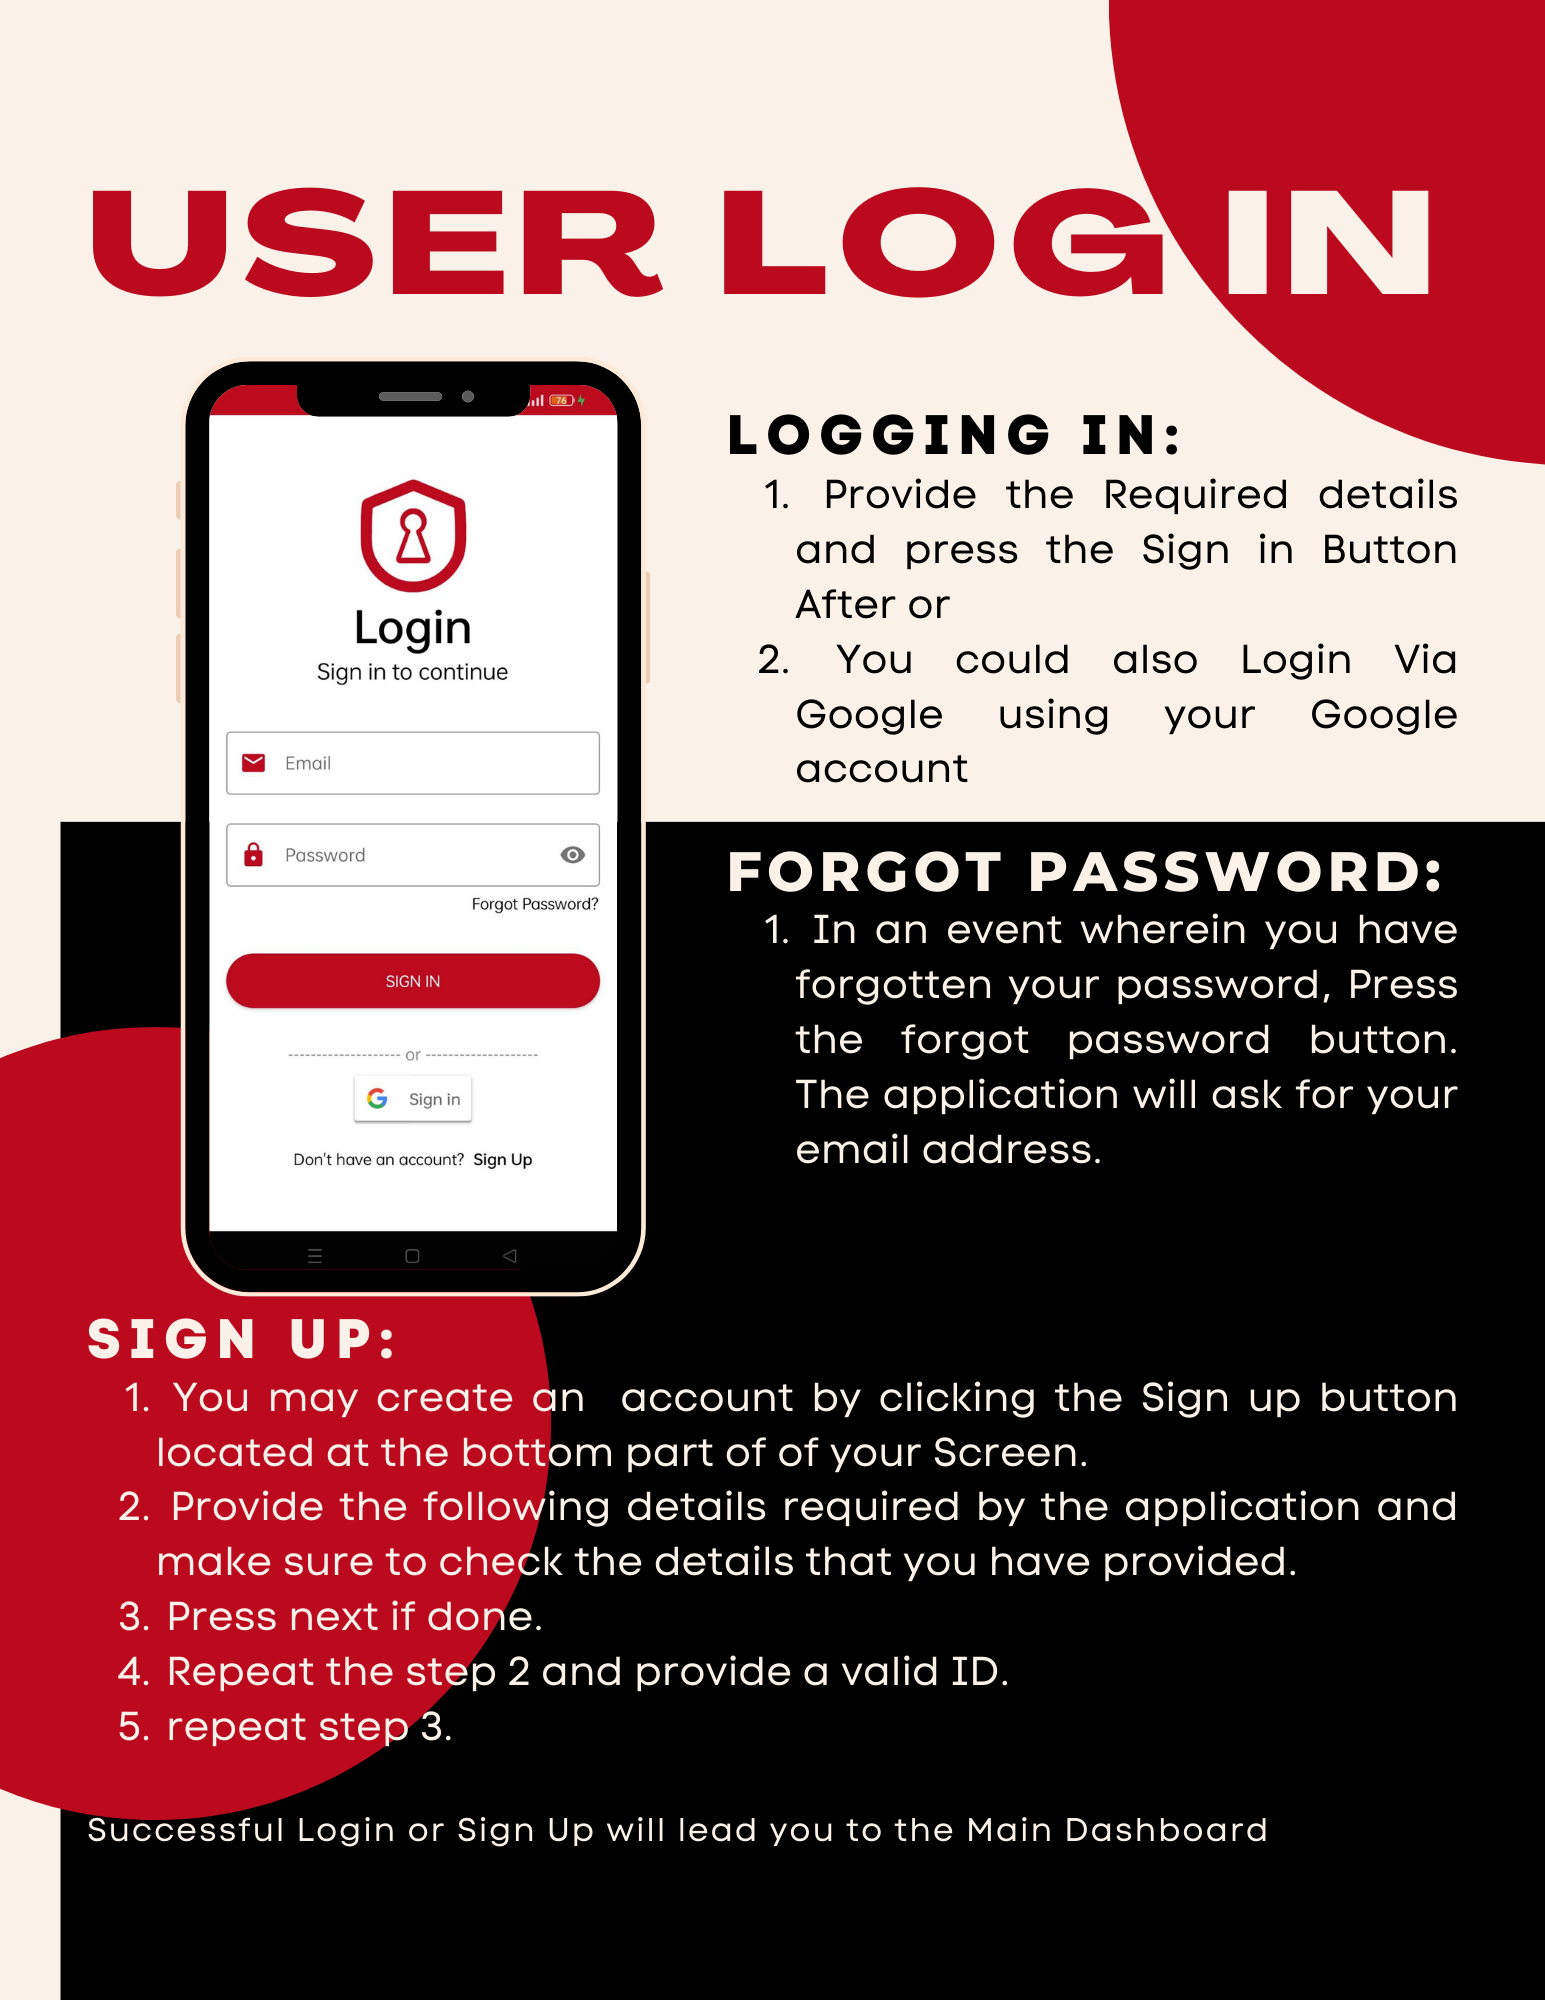 USER LOG IN
76
Login
Sign in to continue
Email
Password
Forgot Password?
SIGN IN
-------------------- or --------------------
G Sign in
Don't have an account? Sign Up
LOGGING IN:
1. Provide the Required details
and press the Sign in Button
After or
2. You could also Login Via
Google using your Google
account
FORGOT PASSWORD:
1. In an event wherein you have
forgotten your password, Press
the forgot password button.
The application will ask for your
email address.
SIGN UP:
1. You may create an account by clicking the Sign up button
located at the bottom part of of your Screen.
2. Provide the following details required by the application and
make sure to check the details that you have provided.
3. Press next if done.
4. Repeat the step 2 and provide a valid ID.
5. repeat step 3.
Successful Login or Sign Up will lead you to the Main Dashboard